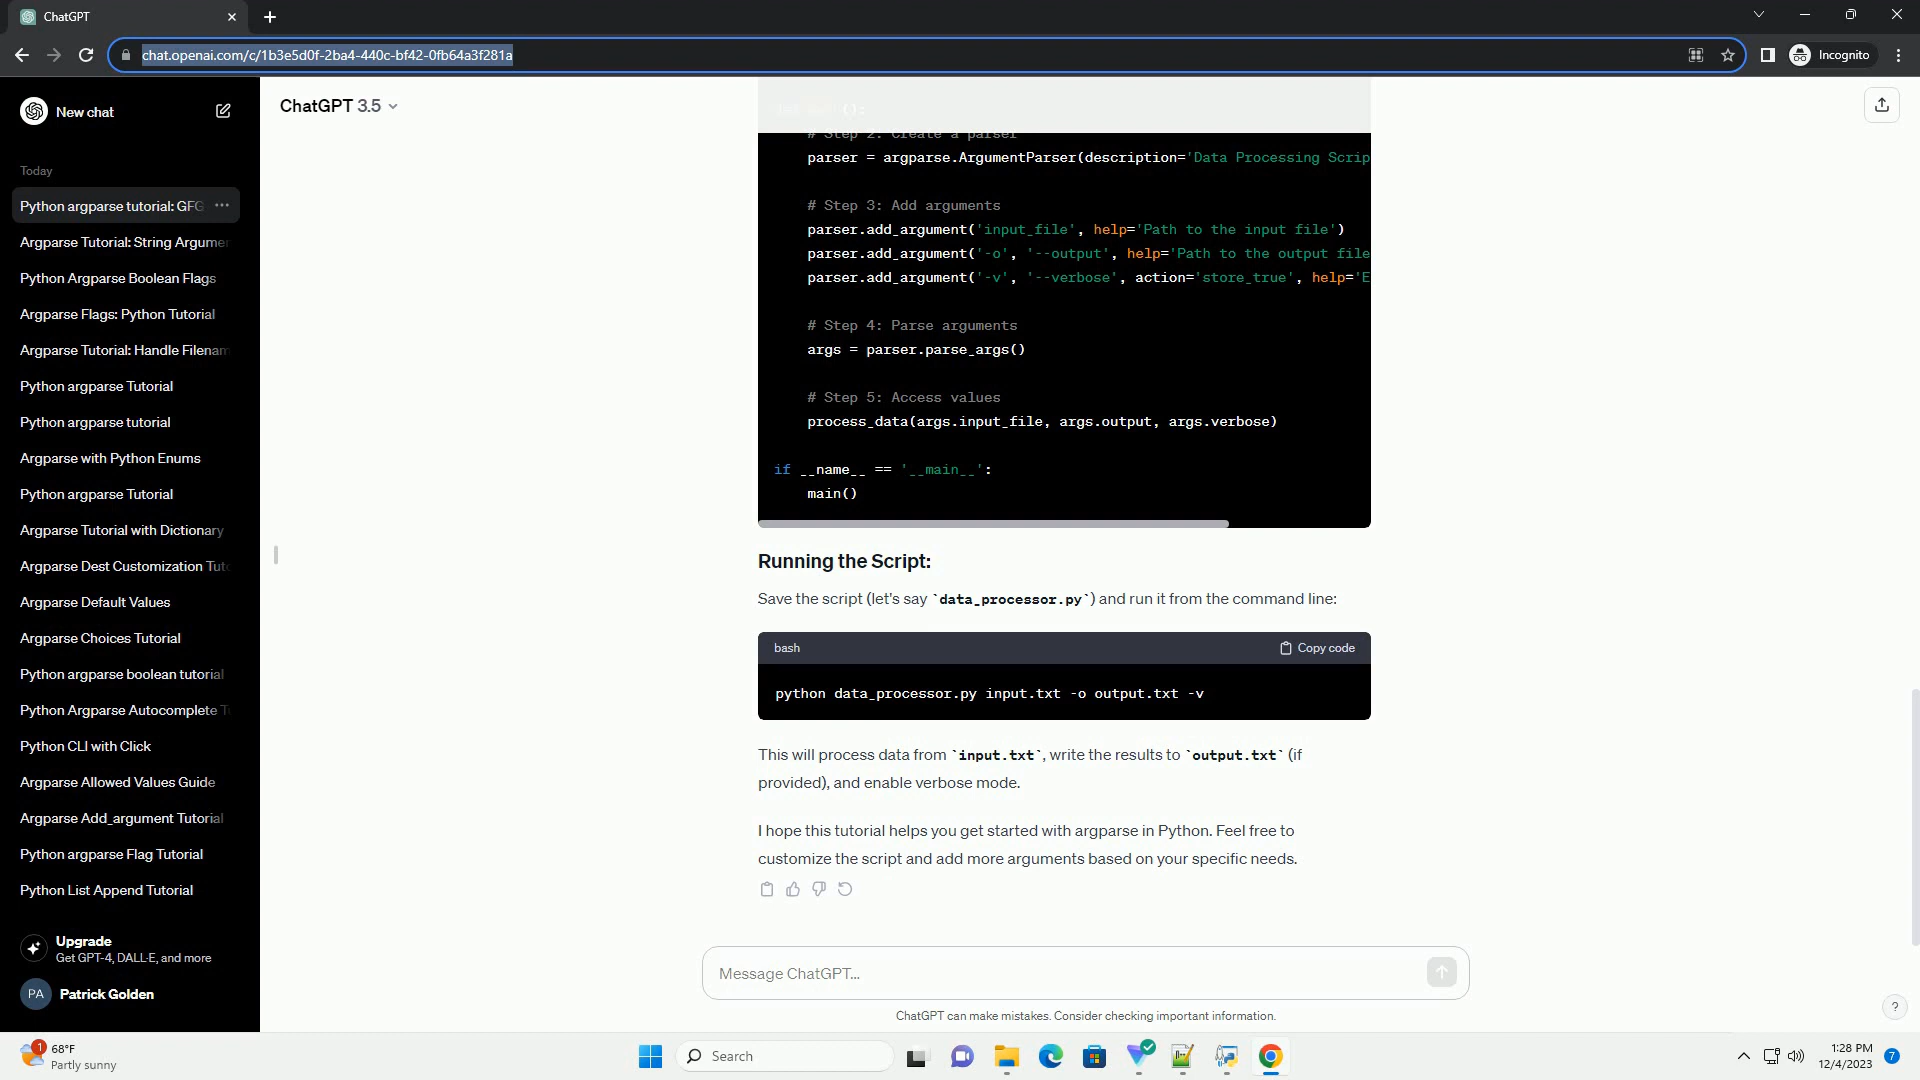 ChatGPT
chat.openai.com/c/1b3e5d0f-2ba4-440c-bf42-0fb64a3f281a
Incognito
New chat
Today
Python argparse tutorial: GFG
Argparse Tutorial: String Argumen
Python Argparse Boolean Flags
Argparse Flags: Python Tutorial
Argparse Tutorial: Handle Filenam
Python argparse Tutorial
Python argparse tutorial
Argparse with Python Enums
Python argparse Tutorial
Argparse Tutorial with Dictionary
Argparse Dest Customization Tuto
Argparse Default Values
Argparse Choices Tutorial
Python argparse boolean tutorial
Python Argparse Autocomplete T
Python CLI with Click
Argparse Allowed Values Guide
Argparse Add_argument Tutorial
Python argparse Flag Tutorial
Python List Append Tutorial
Upgrade
Get GPT-4, DALL·E, and more
PA
Patrick Golden
ChatGPT 3.5
():
# Step 2: Create a parser
parser = argparse.ArgumentParser(description='Data Processing Scrip
# Step 3: Add arguments
parser.add_argument('input_file', help='Path to the input file')
parser.add_argument('-o', '--output', help='Path to the output file
parser.add_argument('-v', '--verbose', action='store_true', help='E
# Step 4: Parse arguments
args = parser.parse_args()
# Step 5: Access values
process_data(args.input_file, args.output, args.verbose)
if __name__ == '__main__':
main()
Running the Script:
Save the script (let's say `data_processor.py`) and run it from the command line:
bash
Copy code
python data_processor.py input.txt -o output.txt -v
This will process data from `input.txt`, write the results to `output.txt` (if
provided), and enable verbose mode.
I hope this tutorial helps you get started with argparse in Python. Feel free to
customize the script and add more arguments based on your specific needs.
Message ChatGPT...
ChatGPT can make mistakes. Consider checking important information.
?
1
68°F
Partly sunny
Search
1:28 PM
12/4/2023
7